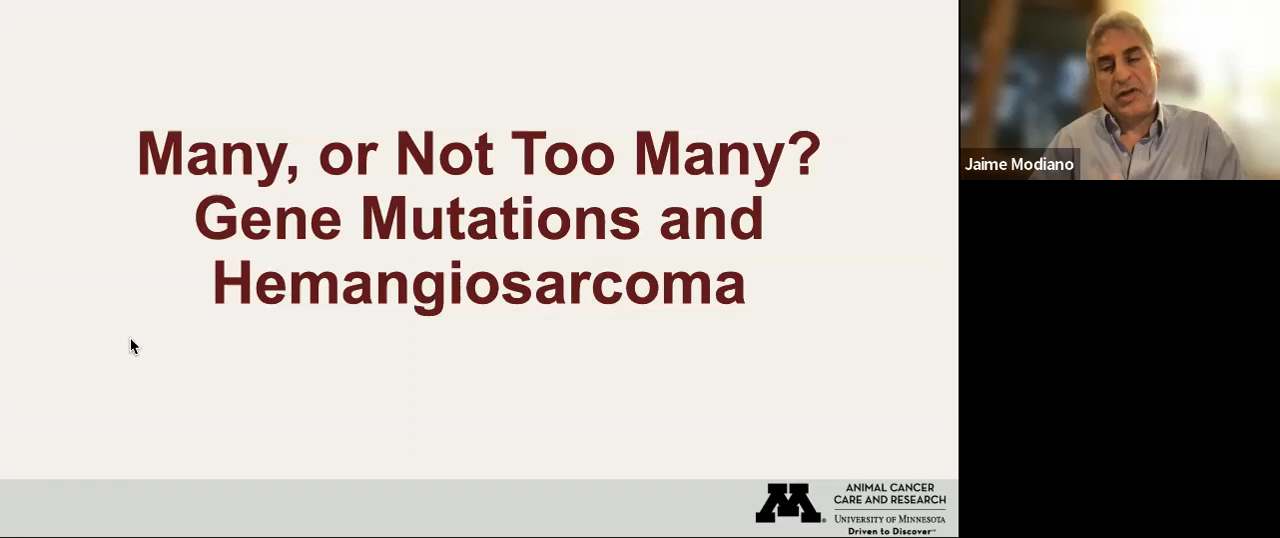 Many, or Not Too Many?
Gene Mutations and
Hemangiosarcoma
Jaime Modiano
ANIMAL CANCER
CARE AND RESEARCH
UNIVERSITY OF MINNESOTA
Driven to Discover℠